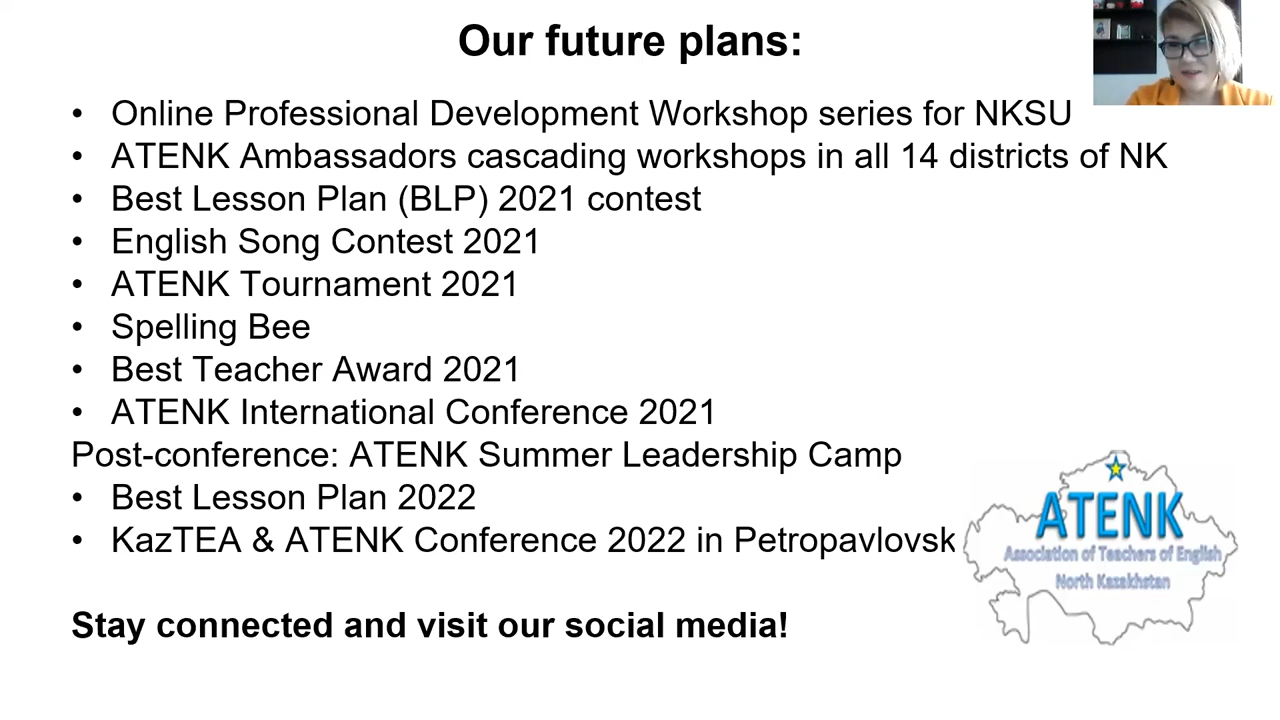 Our future plans:
• Online Professional Development Workshop series for NKSU
• ATENK Ambassadors cascading workshops in all 14 districts of NK
• Best Lesson Plan (BLP) 2021 contest
• English Song Contest 2021
• ATENK Tournament 2021
• Spelling Bee
• Best Teacher Award 2021
• ATENK International Conference 2021
Post-conference: ATENK Summer Leadership Camp
• Best Lesson Plan 2022
• KazTEA & ATENK Conference 2022 in Petropavlovsk
ATENK
Association of Teachers of English
North Kazakhstan
Stay connected and visit our social media!